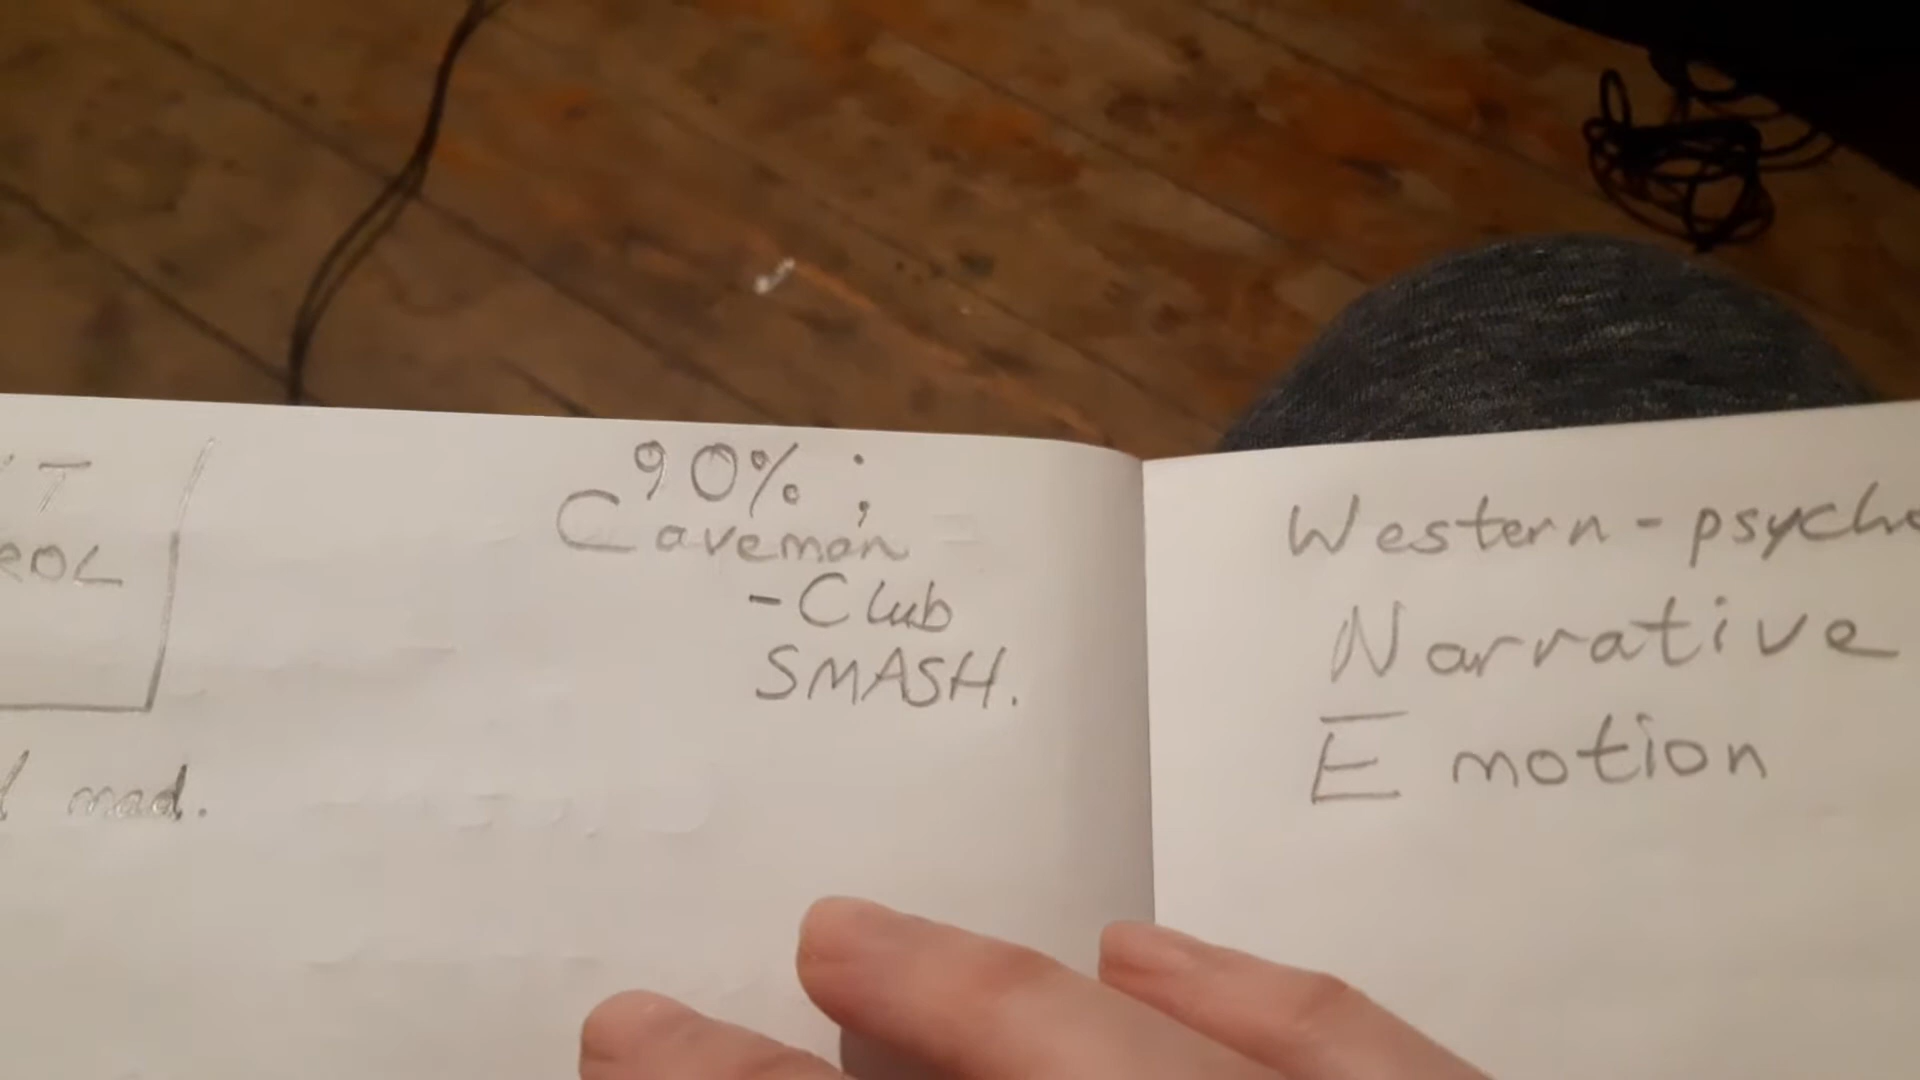 90% ;
Caveman
- Club
SMASH.
mad.
Western - psych
Narrative
Emotion